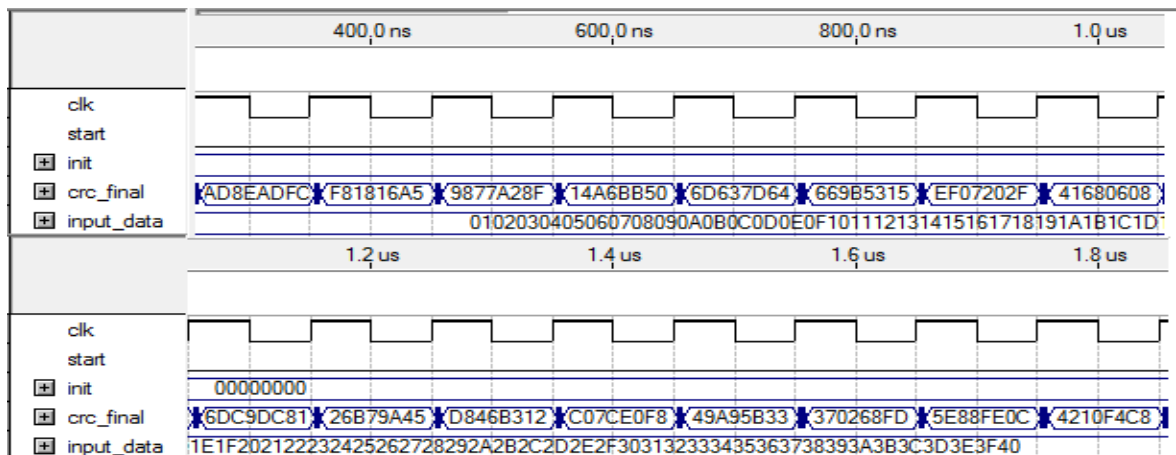 400.0 ns 600.0 ns 800.0 ns 1.0 us
clk
start
init
crc_final AD8EADFC F81816A5 9877A28F 14A6BB50 6D637D64 669B5315 EF07202F 41680608
input_data 0102030405060708090A0B0C0D0E0F101112131415161718191A1B1C1D
1.2 us 1.4 us 1.6 us 1.8 us
clk
start
init 00000000
crc_final 6DC9DC81 26B79A45 D846B312 C07CE0F8 49A95B33 370268FD 5E88FE0C 4210F4C8
input_data 1E1F202122232425262728292A2B2C2D2E2F303132333435363738393A3B3C3D3E3F40